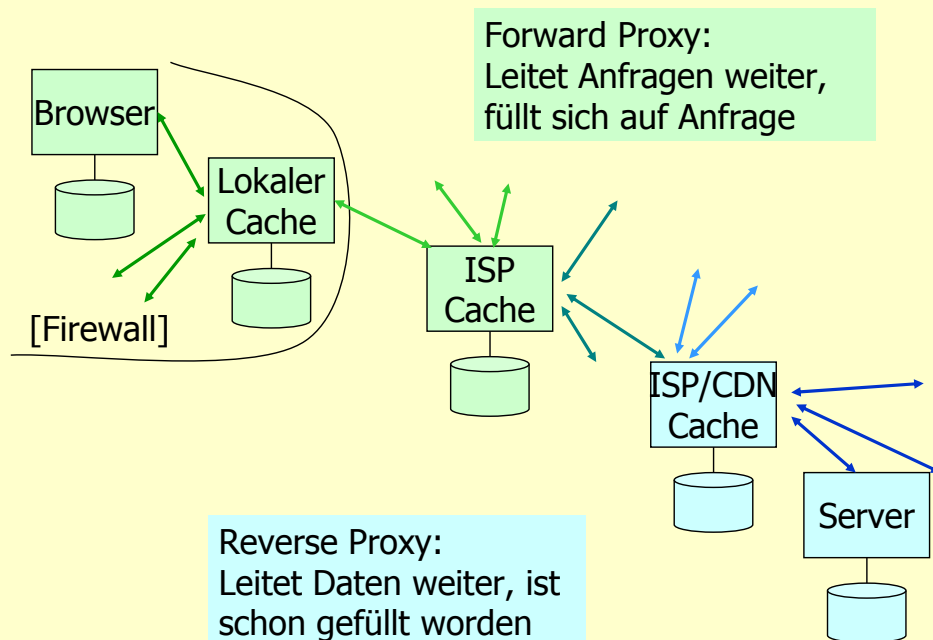 Forward Proxy:
Leitet Anfragen weiter,
füllt sich auf Anfrage
Browser
Lokaler
Cache
[Firewall]
ISP
Cache
ISP/CDN
Cache
Server
Reverse Proxy:
Leitet Daten weiter, ist
schon gefüllt worden